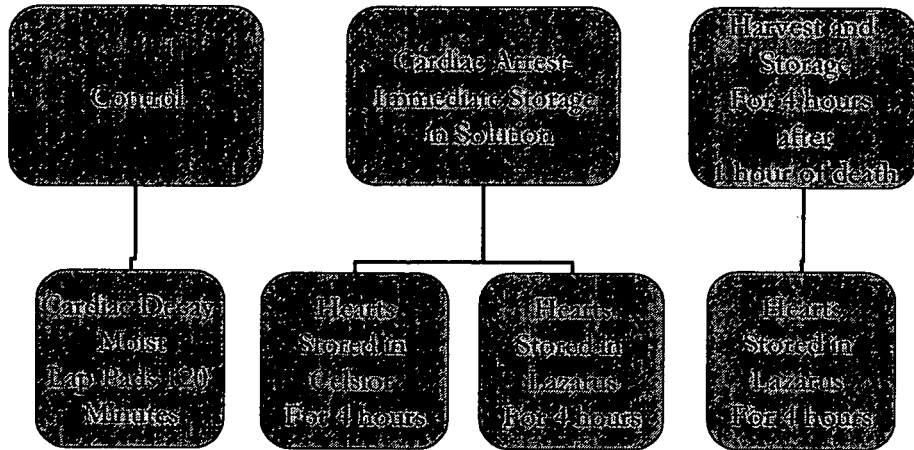 Control
Cardiac Arrest-
Immediate Storage
in Solution
Harvest and
Storage
For 4 hours
after
1 hour of death
Cardiac Decay
Moist
Lap Pads 120
Minutes
Hearts
Stored in
Celsior
For 4 hours
Hearts
Stored in
Lazarus
For 4 hours
Hearts
Stored in
Lazarus
For 4 hours